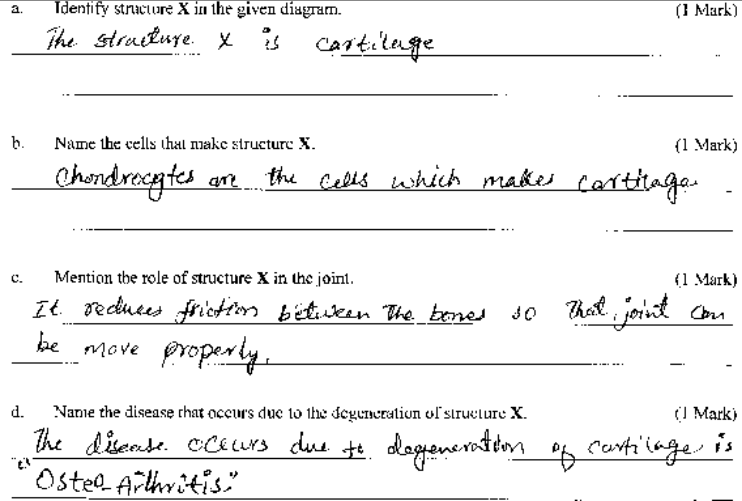 a. Identify structure X in the given diagram. (1 Mark)
The structure X is cartilage
b. Name the cells that make structure X. (1 Mark)
Chondrocytes are the cells which makes cartilage
c. Mention the role of structure X in the joint. (1 Mark)
It reduces friction between the bones so that joint can
be move properly.
d. Name the disease that occurs due to the degeneration of structure X. (1 Mark)
The disease occurs due to degeneration of cartilage is
"Osteo Arthritis."